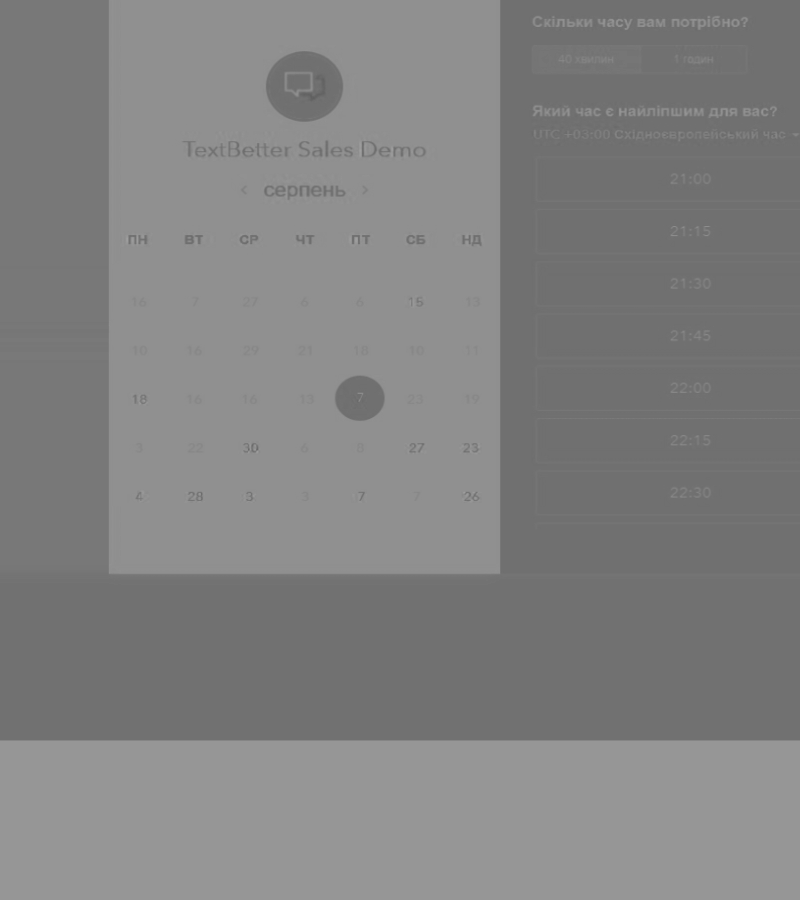 TextBetter Sales Demo
‹ серпень ›
ПН ВТ СР ЧТ ПТ СБ НД
16 7 27 6 6 15 13
10 16 29 21 18 10 11
18 16 16 13 7 23 19
3 22 30 6 8 27 23
4 28 3 3 7 7 26
Скільки часу вам потрібно?
40 хвилин 1 годин
Який час є найліпшим для вас?
UTC +03:00 Східноєвропейський час
21:00
21:15
21:30
21:45
22:00
22:15
22:30